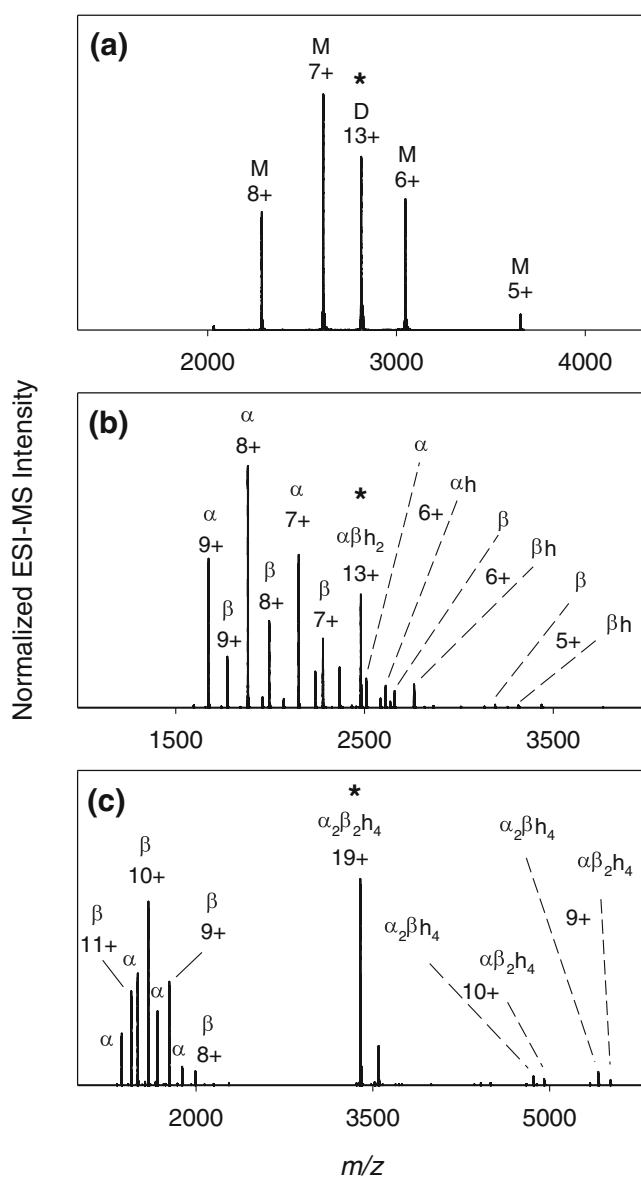 (a)
M
7+
*
D
13+
M
8+
M
6+
M
5+
2000 3000 4000
Normalized ESI-MS Intensity
(b)
α
8+
α
9+
α
7+
*
αβh₂
13+
β
9+
β
8+
β
7+
α
6+
αh
β
6+
βh
β
5+
βh
1500 2500 3500
(c)
β
10+
β
11+
β
9+
α
α
α
α
β
8+
*
α₂β₂h₄
19+
α₂βh₄
10+
αβ₂h₄
α₂βh₄
9+
αβ₂h₄
2000 3500 5000
m/z